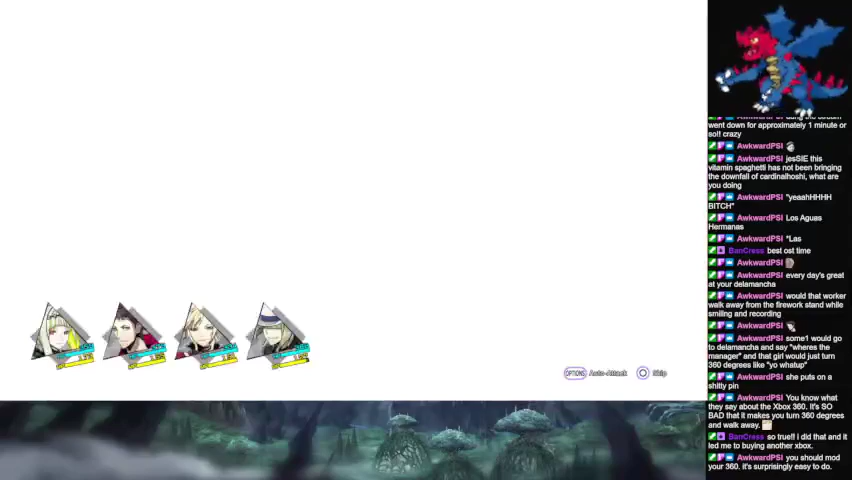 OPTIONS Auto-Attack Skip
went down for approximately 1 minute or
so!! crazy
AwkwardPSI
AwkwardPSI jesSIE this
vitamin spaghetti has not been bringing
the downfall of cardinalhoshi, what are
you doing
AwkwardPSI "yeaahHHHH
BITCH"
AwkwardPSI Los Aguas
Hermanas
AwkwardPSI *Las
BanCress best ost time
AwkwardPSI
AwkwardPSI every day's great
at your delamancha
AwkwardPSI would that worker
walk away from the firework stand while
smiling and recording
AwkwardPSI
AwkwardPSI some1 would go
to delamancha and say "wheres the
manager" and that girl would just turn
360 degrees like "yo whatup"
AwkwardPSI she puts on a
shitty pin
AwkwardPSI You know what
they say about the Xbox 360. It's SO
BAD that it makes you turn 360 degrees
and walk away.
BanCress so true!! i did that and it
led me to buying another xbox.
AwkwardPSI you should mod
your 360. it's surprisingly easy to do.